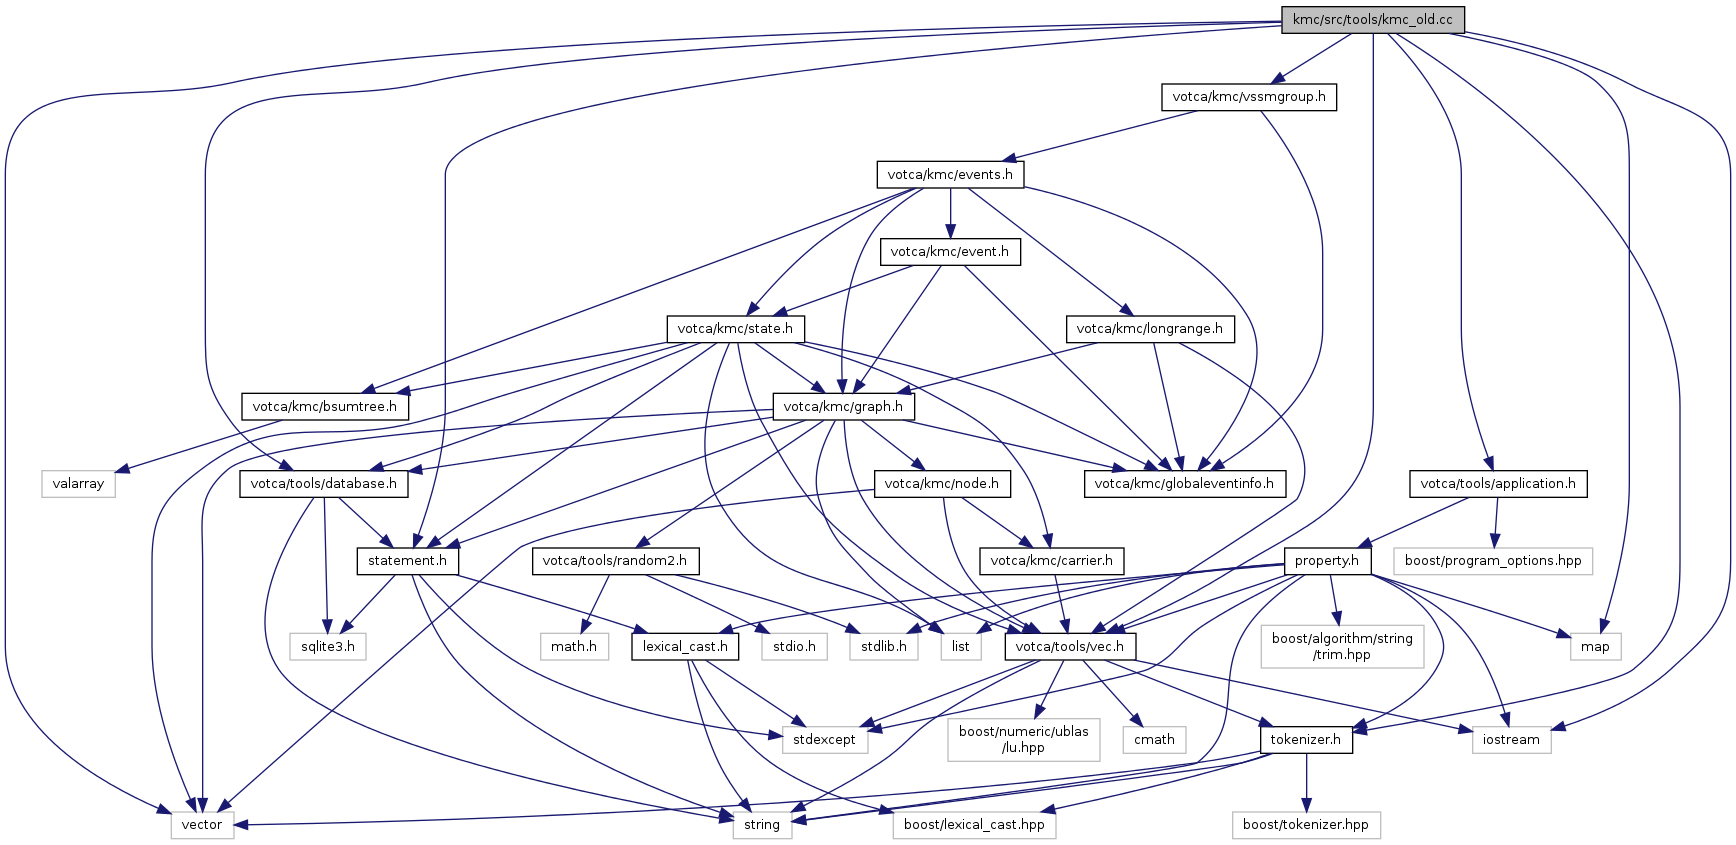 kmc/src/tools/kmc_old.cc
votca/kmc/vssmgroup.h
votca/kmc/events.h
votca/kmc/event.h
votca/kmc/state.h
votca/kmc/longrange.h
votca/kmc/bsumtree.h
votca/kmc/graph.h
valarray
votca/tools/database.h
votca/kmc/node.h
votca/kmc/globaleventinfo.h
votca/tools/application.h
statement.h
votca/tools/random2.h
votca/kmc/carrier.h
property.h
boost/program_options.hpp
sqlite3.h
math.h
lexical_cast.h
stdio.h
stdlib.h
list
votca/tools/vec.h
boost/algorithm/string
/trim.hpp
map
stdexcept
boost/numeric/ublas
/lu.hpp
cmath
tokenizer.h
iostream
vector
string
boost/lexical_cast.hpp
boost/tokenizer.hpp